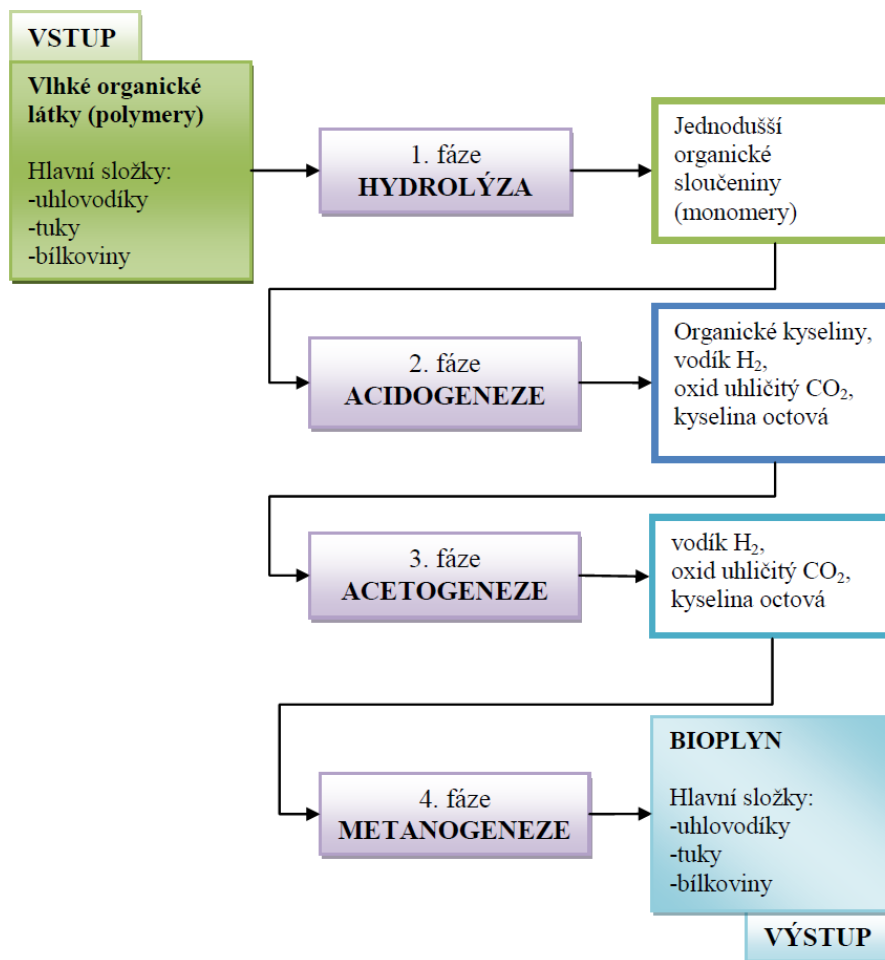 VSTUP
Vlhké organické
látky (polymery)
Hlavní složky:
-uhlovodíky
-tuky
-bílkoviny
1. fáze
HYDROLÝZA
Jednodušší
organické
sloučeniny
(monomery)
2. fáze
ACIDOGENEZE
Organické kyseliny,
vodík H₂,
oxid uhličitý CO₂,
kyselina octová
3. fáze
ACETOGENEZE
vodík H₂,
oxid uhličitý CO₂,
kyselina octová
4. fáze
METANOGENEZE
BIOPLYN
Hlavní složky:
-uhlovodíky
-tuky
-bílkoviny
VÝSTUP